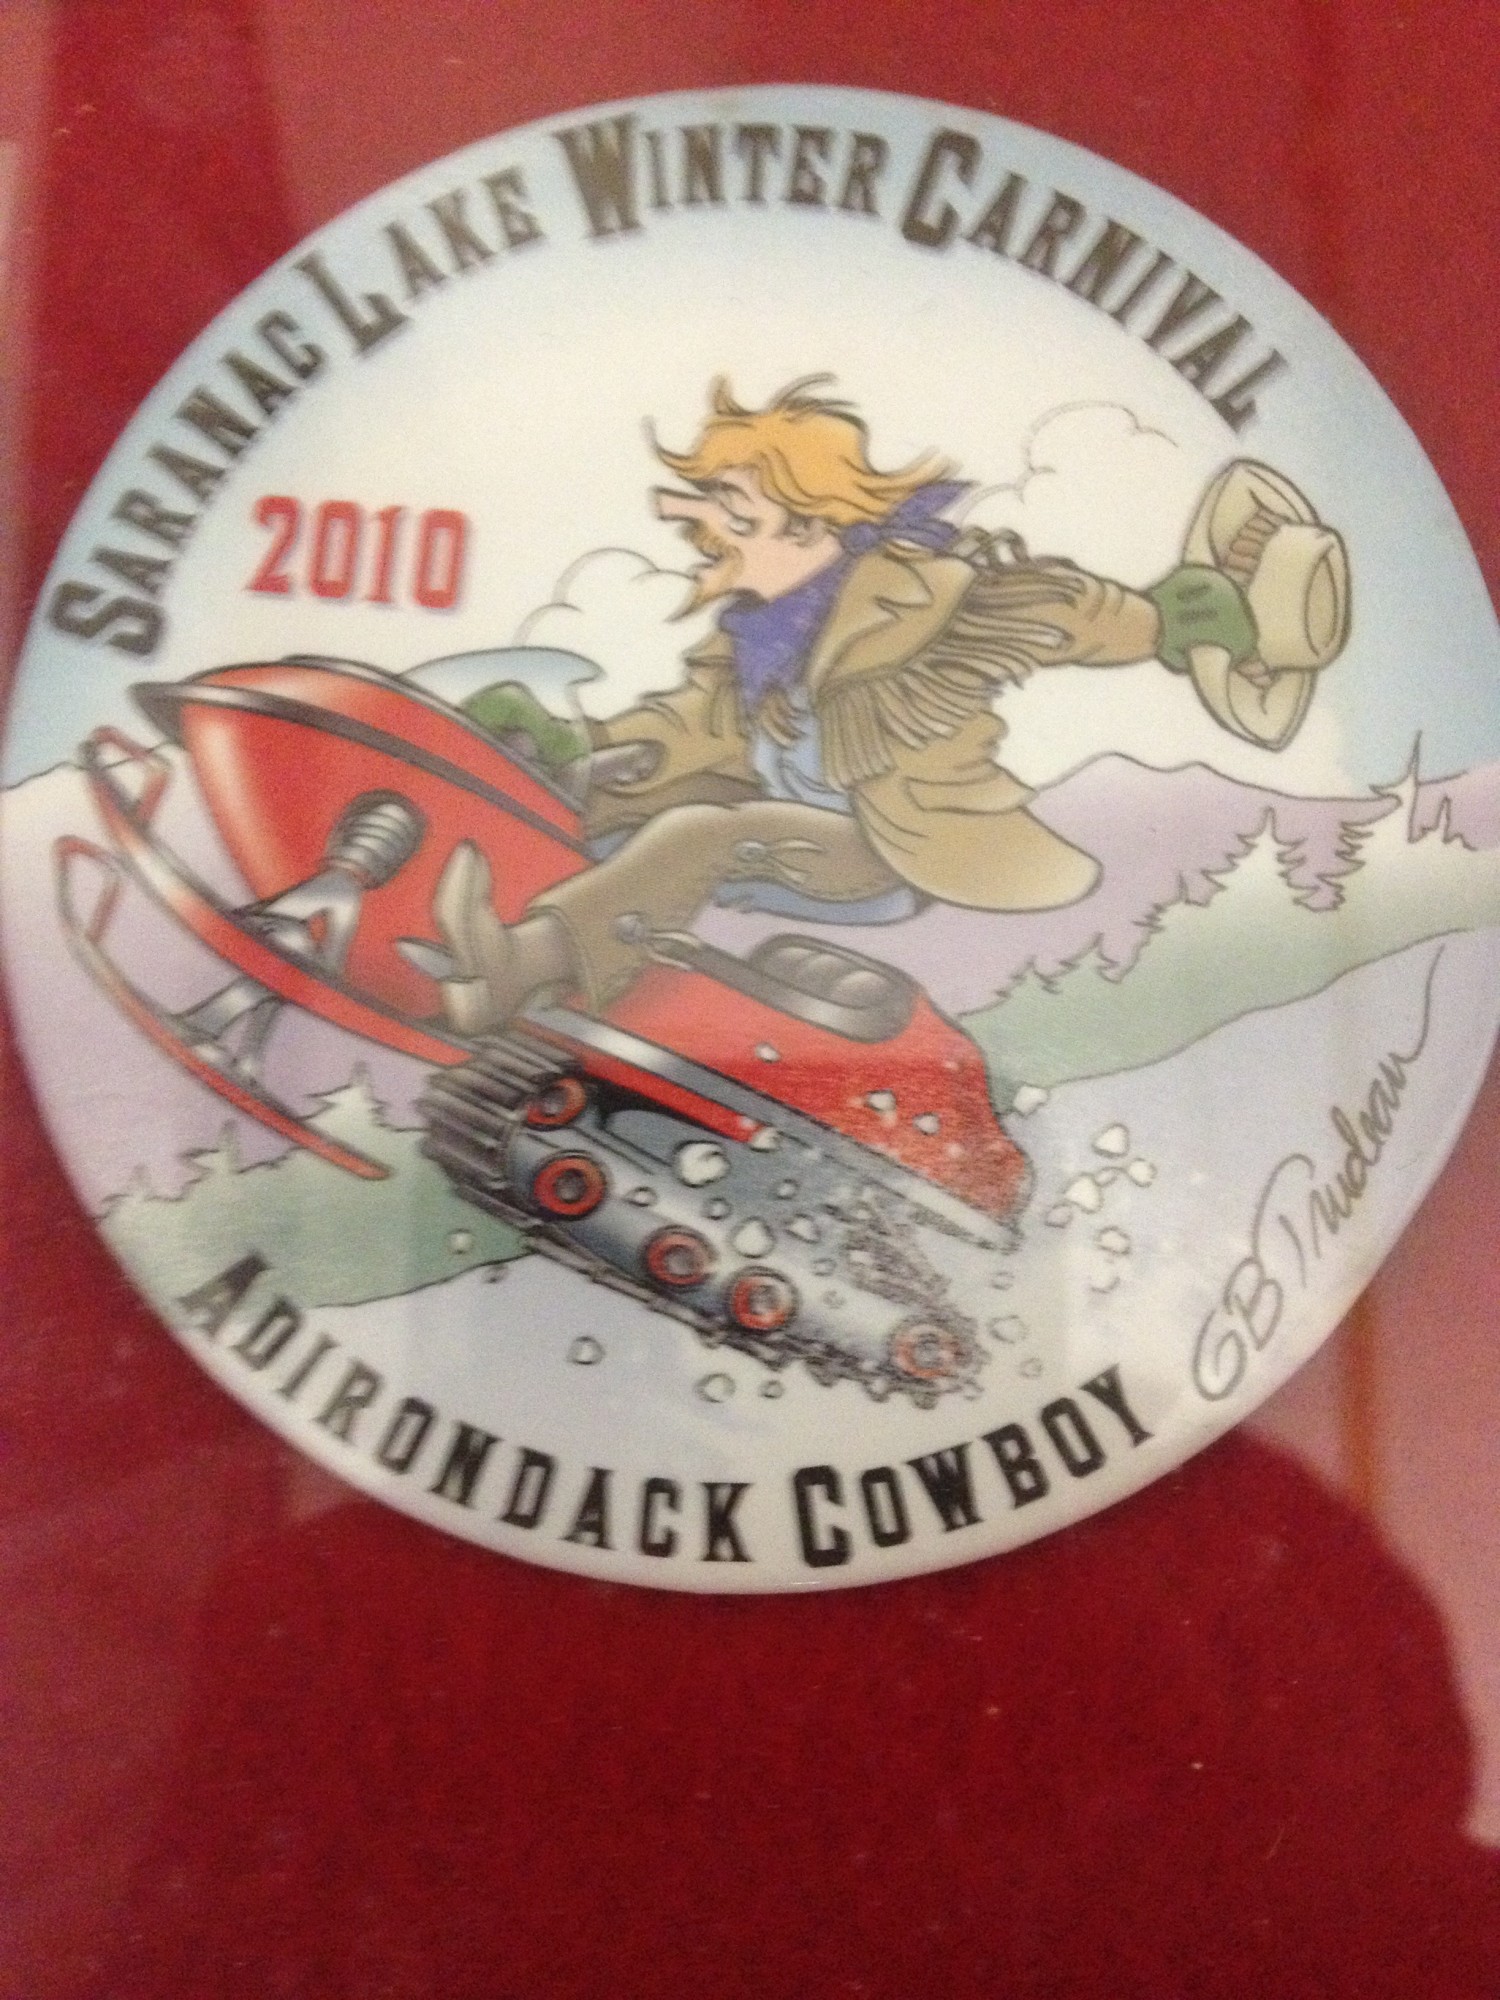 SARANAC LAKE WINTER CARNIVAL
2010
GB Trudeau
ADIRONDACK COWBOY